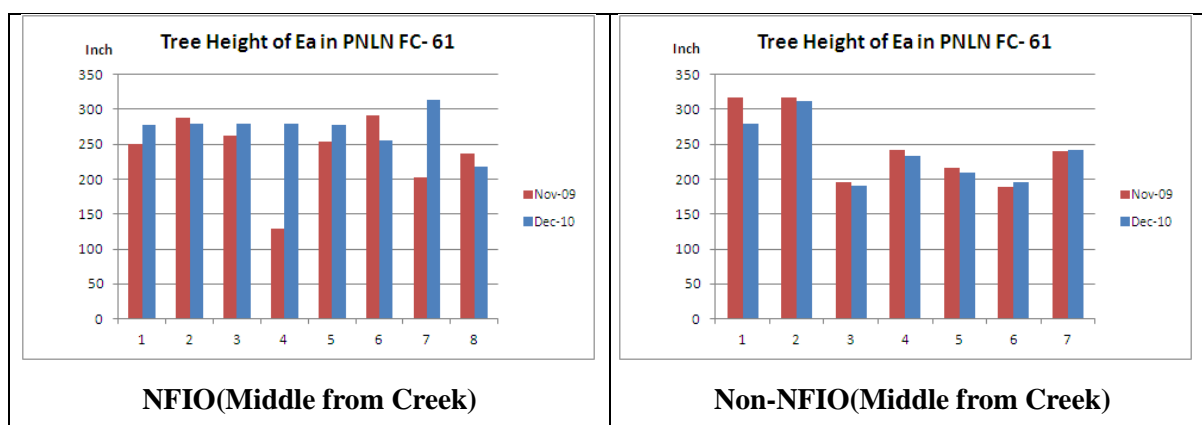 Tree Height of Ea in PNLN FC- 61
Inch
350
300
250
200
150
100
50
0
1 2 3 4 5 6 7 8
Nov-09
Dec-10
NFIO(Middle from Creek)
Tree Height of Ea in PNLN FC- 61
Inch
350
300
250
200
150
100
50
0
1 2 3 4 5 6 7
Nov-09
Dec-10
Non-NFIO(Middle from Creek)